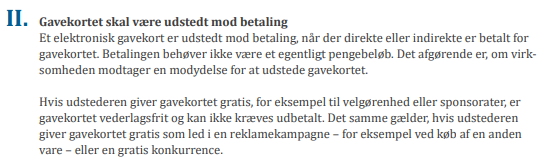 II. Gavekortet skal være udstedt mod betaling
Et elektronisk gavekort er udstedt mod betaling, når der direkte eller indirekte er betalt for
gavekortet. Betalingen behøver ikke være et egentligt pengebeløb. Det afgørende er, om virk-
somheden modtager en modydelse for at udstede gavekortet.

Hvis udstederen giver gavekortet gratis, for eksempel til velgørenhed eller sponsorater, er
gavekortet vederlagsfrit og kan ikke kræves udbetalt. Det samme gælder, hvis udstederen
giver gavekortet gratis som led i en reklamekampagne – for eksempel ved køb af en anden
vare – eller en gratis konkurrence.